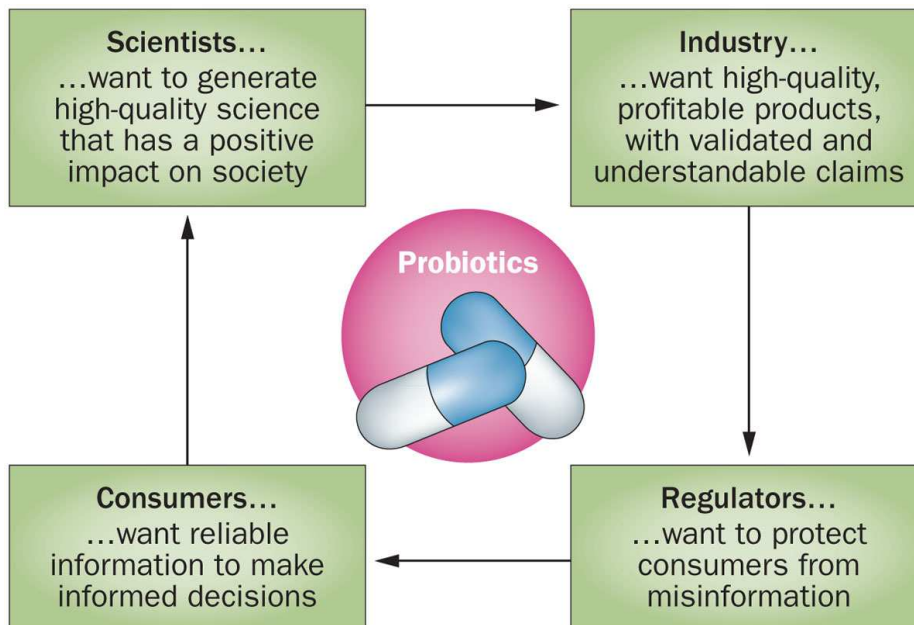 Scientists...
...want to generate
high-quality science
that has a positive
impact on society
Industry...
...want high-quality,
profitable products,
with validated and
understandable claims
Probiotics
Consumers...
...want reliable
information to make
informed decisions
Regulators...
...want to protect
consumers from
misinformation